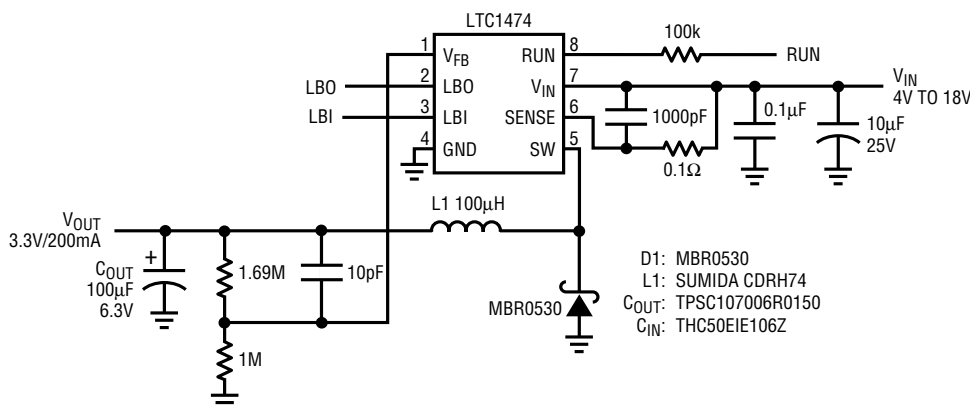 LTC1474
100k
1
VFB
RUN
8
RUN
2
LBO
LBO
VIN
7
VIN
4V TO 18V
3
LBI
LBI
SENSE
6
1000pF
0.1µF
10µF
25V
4
GND
SW
5
0.1Ω
L1 100µH
VOUT
3.3V/200mA
+
COUT
100µF
6.3V
1.69M
10pF
MBR0530
1M
D1: MBR0530
L1: SUMIDA CDRH74
COUT: TPSC107006R0150
CIN: THC50EIE106Z